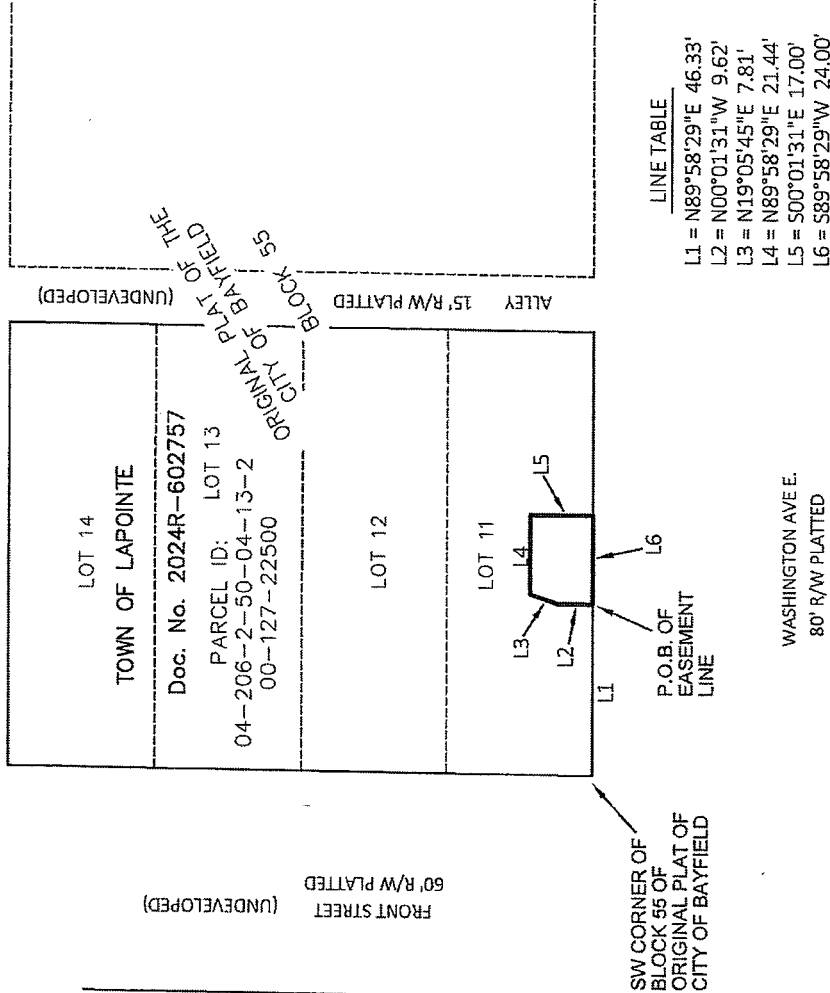 LOT 14
TOWN OF LAPOINTE
Doc. No. 2024R-602757
PARCEL ID: LOT 13
04-206-2-50-04-13-2
00-127-22500
LOT 12
LOT 11
ORIGINAL PLAT OF THE
CITY OF BAYFIELD
BLOCK 55
ALLEY 15' R/W PLATTED (UNDEVELOPED)
FRONT STREET (UNDEVELOPED)
60' R/W PLATTED
L4
L5
L3
L2
L6
L1
P.O.B. OF
EASEMENT
LINE
SW CORNER OF
BLOCK 55 OF
ORIGINAL PLAT OF
CITY OF BAYFIELD
WASHINGTON AVE E.
80' R/W PLATTED
LINE TABLE
L1 = N89°58'29"E 46.33'
L2 = N00°01'31"W 9.62'
L3 = N19°05'45"E 7.81'
L4 = N89°58'29"E 21.44'
L5 = S00°01'31"E 17.00'
L6 = S89°58'29"W 24.00'